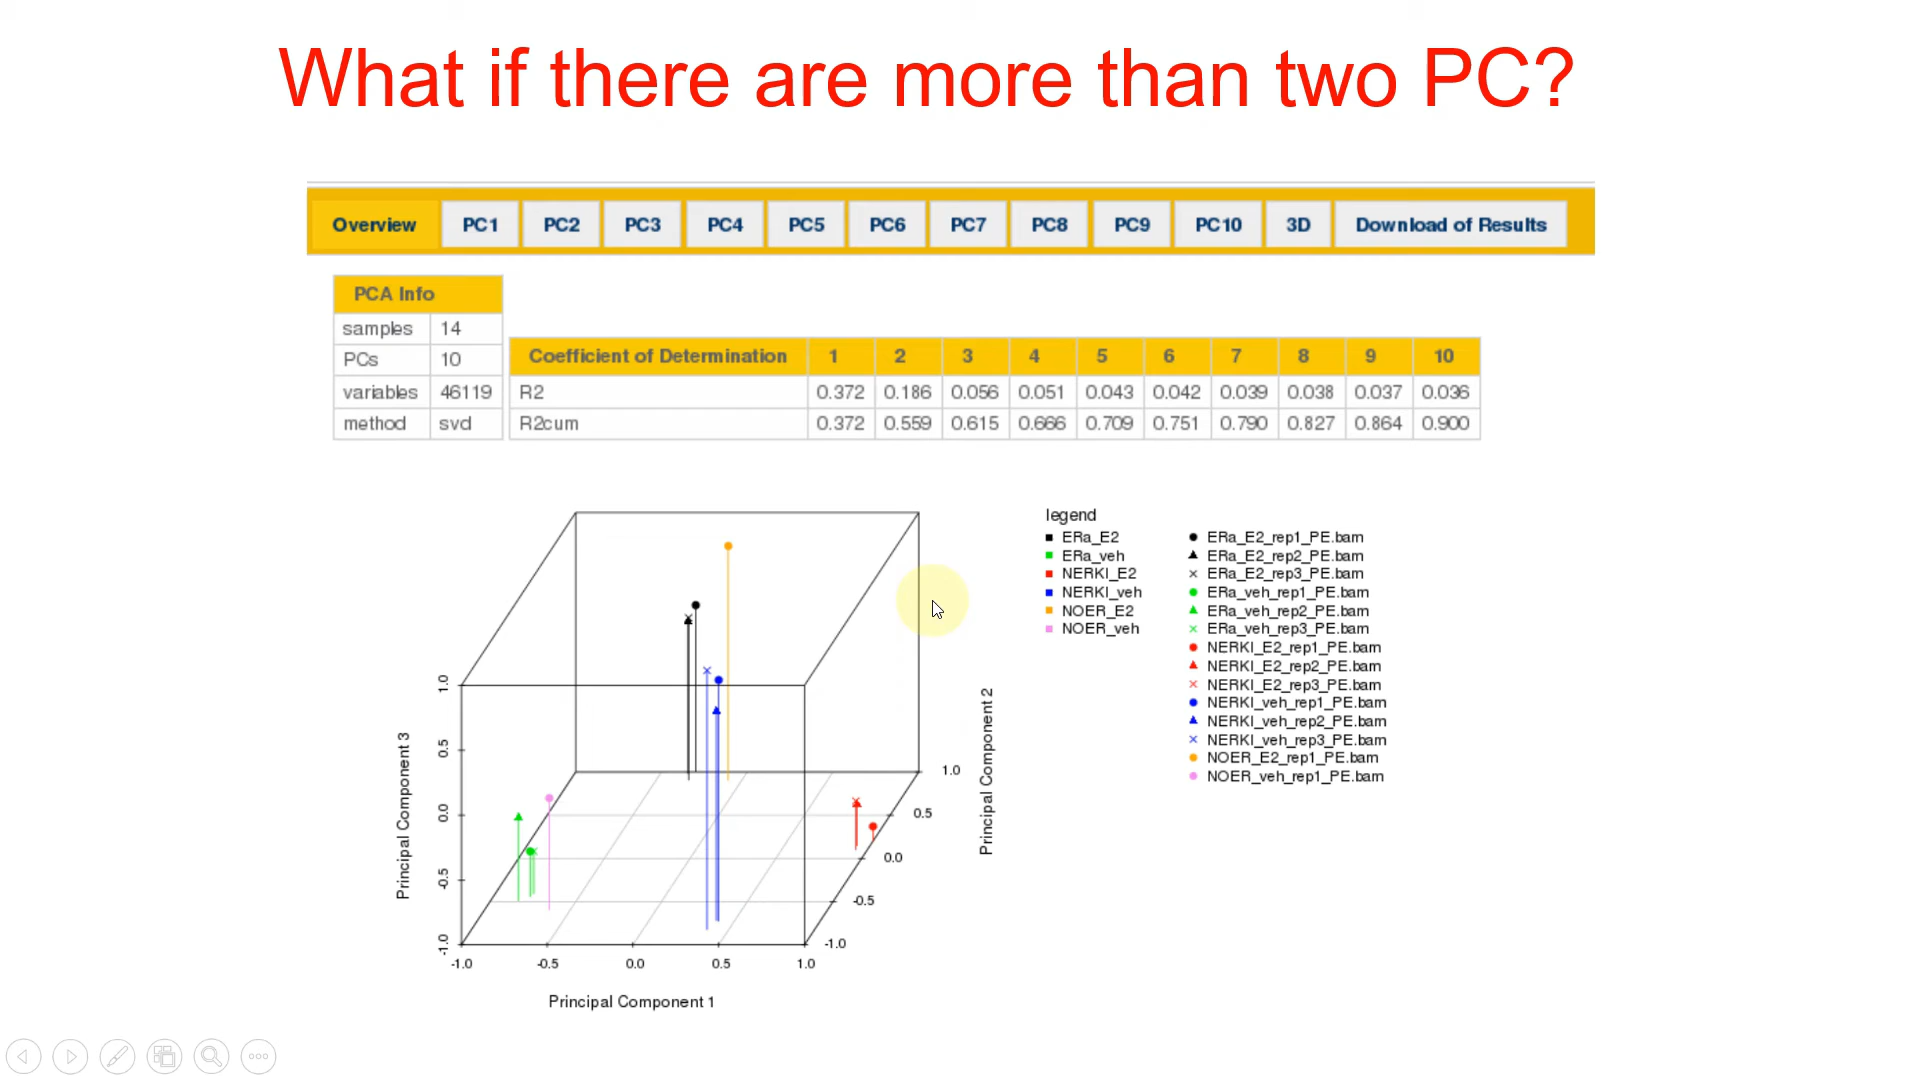 What if there are more than two PC?
Overview PC1 PC2 PC3 PC4 PC5 PC6 PC7 PC8 PC9 PC10 3D Download of Results
PCA Info
samples 14
PCs 10
variables 46119
method svd
Coefficient of Determination 1 2 3 4 5 6 7 8 9 10
R2 0.372 0.186 0.056 0.051 0.043 0.042 0.039 0.038 0.037 0.036
R2cum 0.372 0.559 0.615 0.666 0.709 0.751 0.790 0.827 0.864 0.900
Principal Component 3
1.0
0.5
0.0
-0.5
-1.0
-1.0 -0.5 0.0 0.5 1.0
Principal Component 1
1.0
0.5
0.0
-0.5
-1.0
Principal Component 2
legend
ERa_E2
ERa_veh
NERKI_E2
NERKI_veh
NOER_E2
NOER_veh
ERa_E2_rep1_PE.bam
ERa_E2_rep2_PE.bam
ERa_E2_rep3_PE.bam
ERa_veh_rep1_PE.bam
ERa_veh_rep2_PE.bam
ERa_veh_rep3_PE.bam
NERKI_E2_rep1_PE.bam
NERKI_E2_rep2_PE.bam
NERKI_E2_rep3_PE.bam
NERKI_veh_rep1_PE.bam
NERKI_veh_rep2_PE.bam
NERKI_veh_rep3_PE.bam
NOER_E2_rep1_PE.bam
NOER_veh_rep1_PE.bam